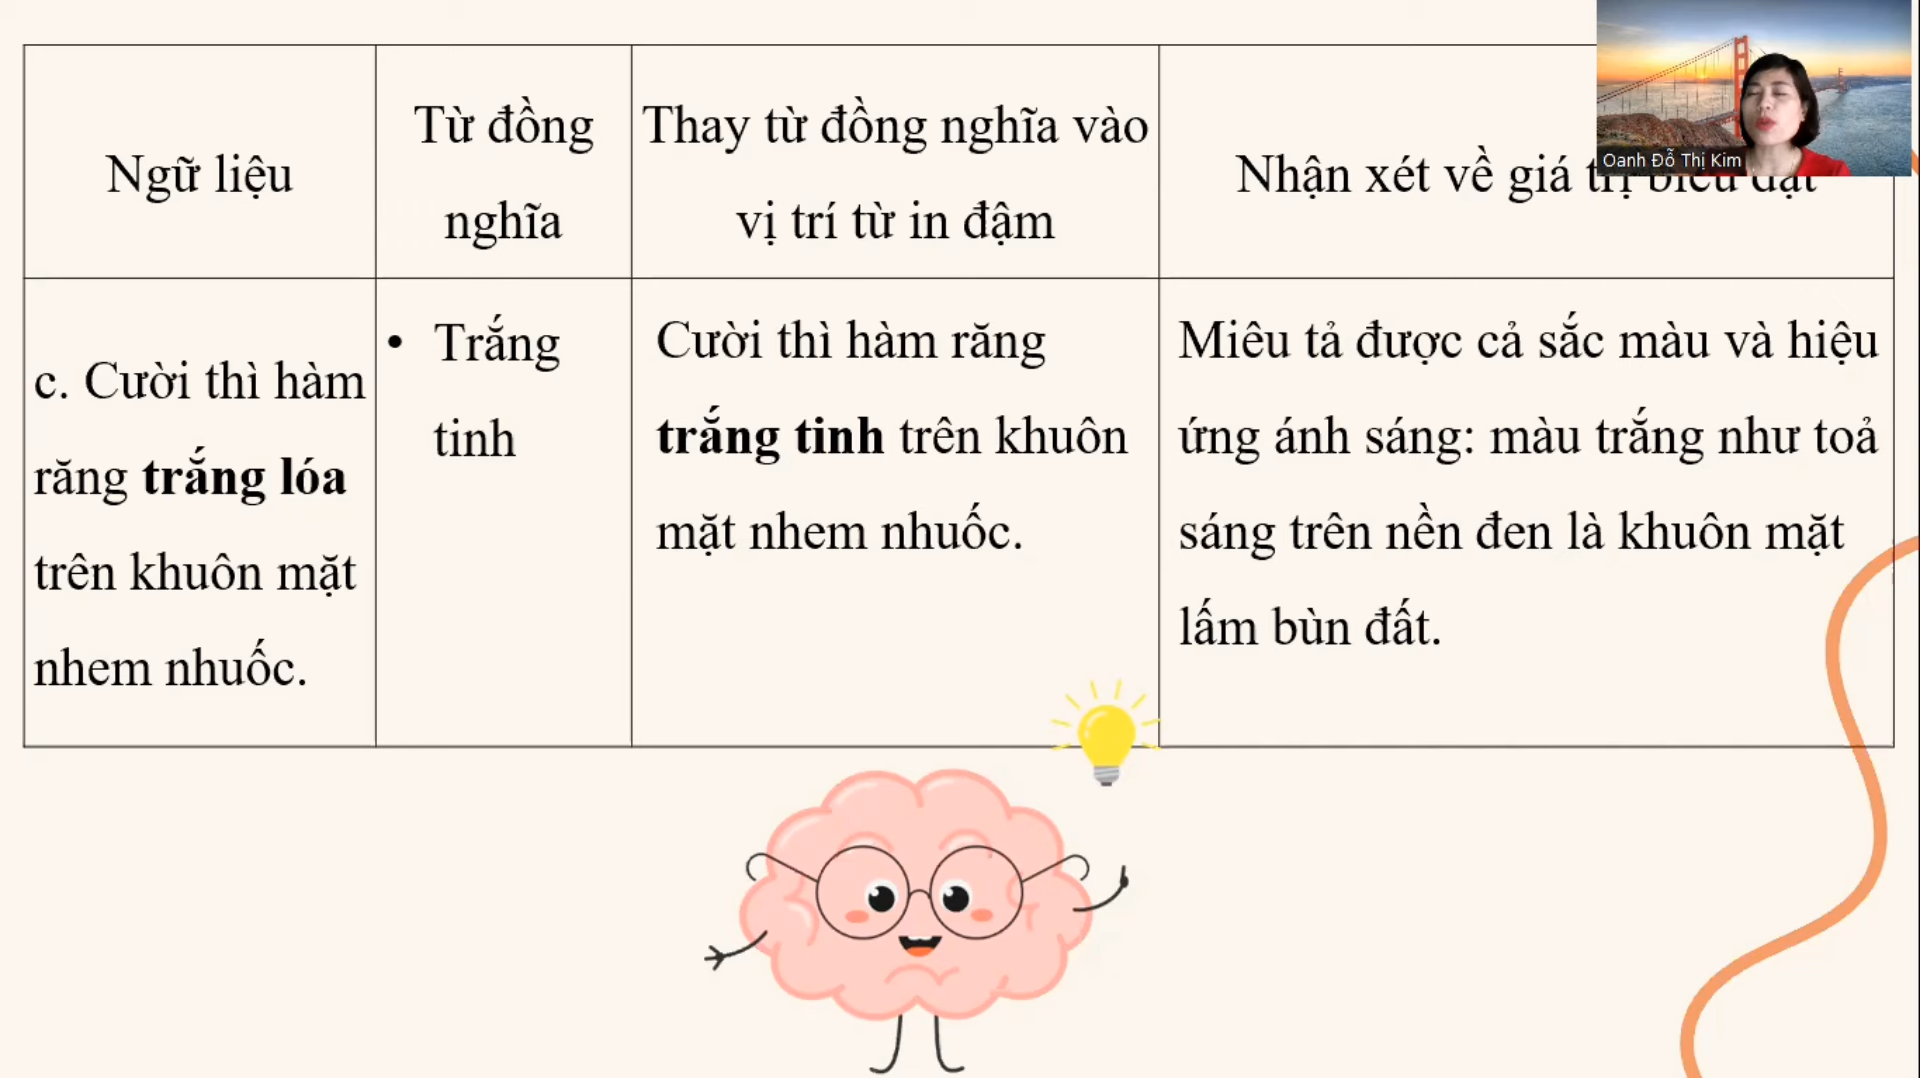 Ngữ liệu
Từ đồng
nghĩa
Thay từ đồng nghĩa vào
vị trí từ in đậm
Nhận xét về giá trị biểu đạt
Oanh Đỗ Thị Kim
c. Cười thì hàm
răng trắng lóa
trên khuôn mặt
nhem nhuốc.
• Trắng
tinh
Cười thì hàm răng
trắng tinh trên khuôn
mặt nhem nhuốc.
Miêu tả được cả sắc màu và hiệu
ứng ánh sáng: màu trắng như toả
sáng trên nền đen là khuôn mặt
lấm bùn đất.